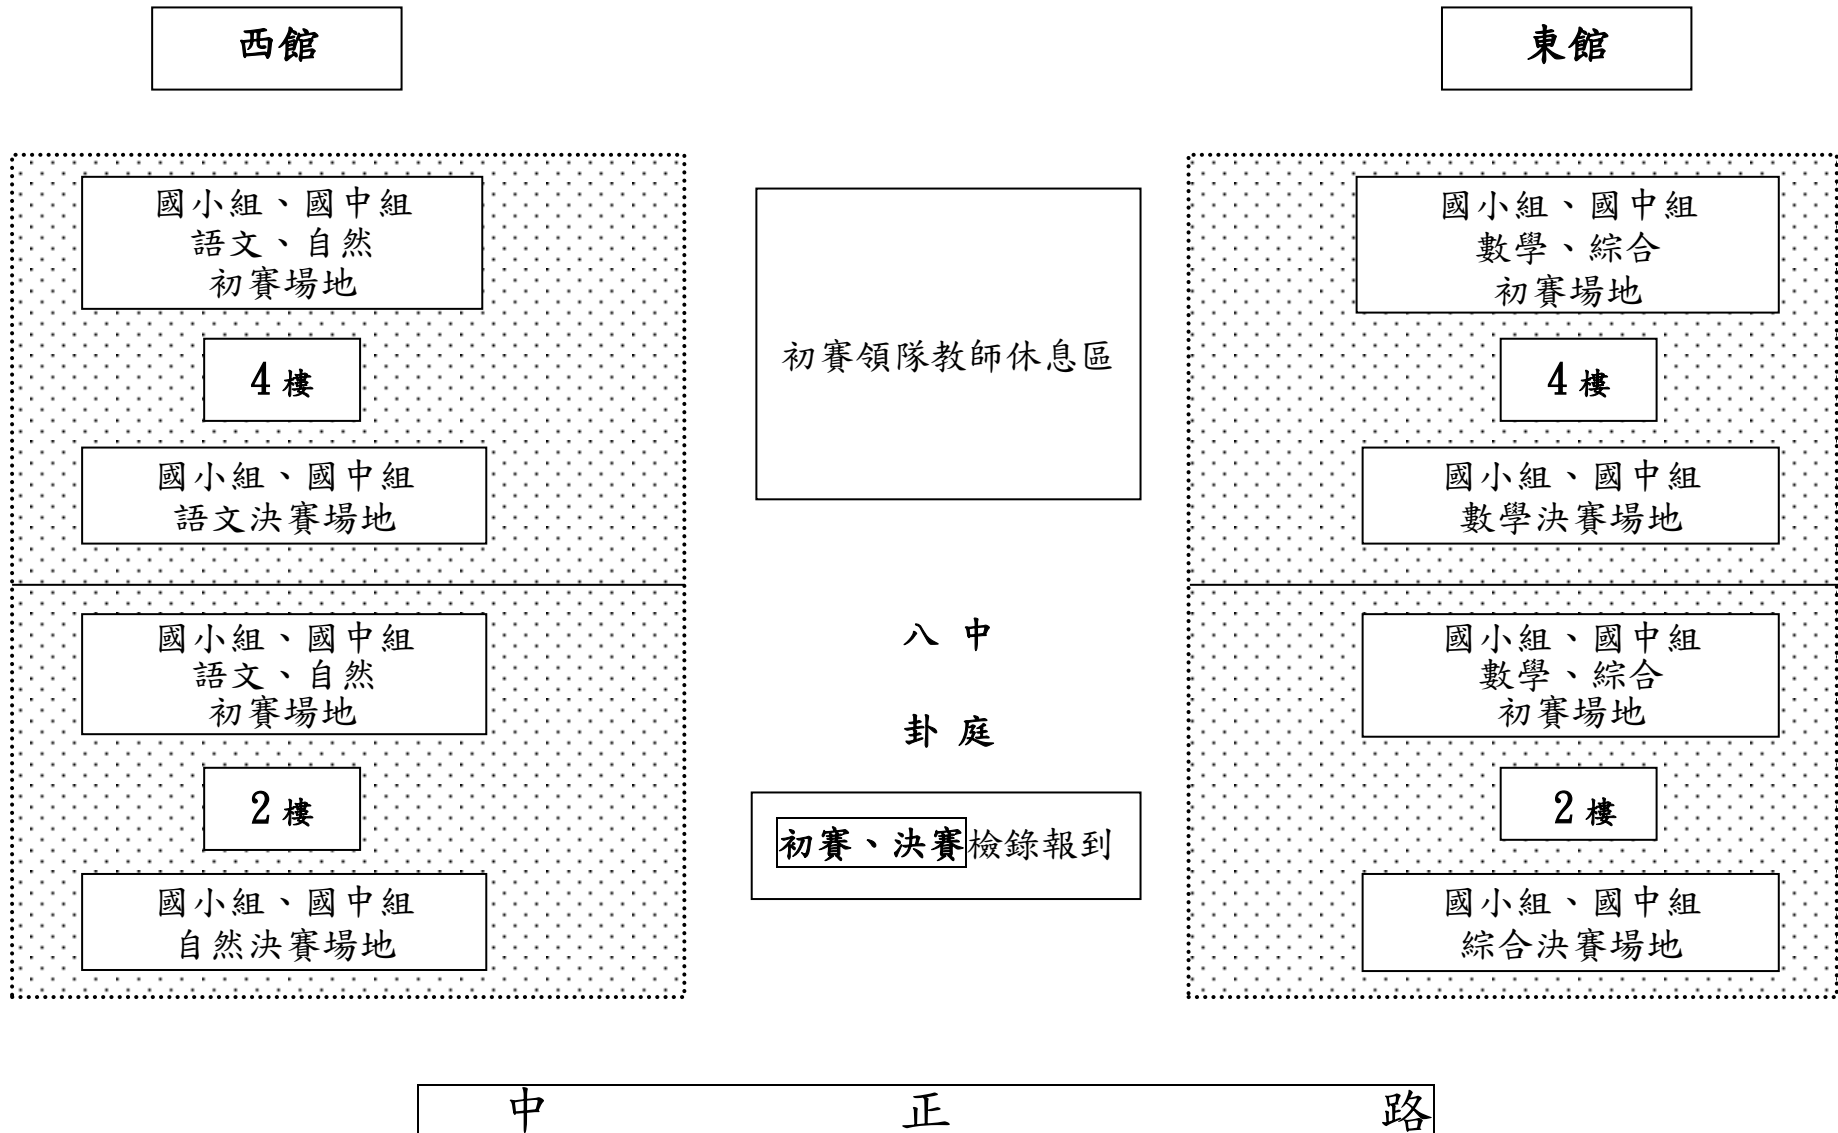 西館
東館
國小組、國中組
語文、自然
初賽場地
4 樓
國小組、國中組
語文決賽場地
國小組、國中組
語文、自然
初賽場地
2 樓
國小組、國中組
自然決賽場地
初賽領隊教師休息區
八 中
卦 庭
初賽、決賽檢錄報到
國小組、國中組
數學、綜合
初賽場地
4 樓
國小組、國中組
數學決賽場地
國小組、國中組
數學、綜合
初賽場地
2 樓
國小組、國中組
綜合決賽場地
中 正 路